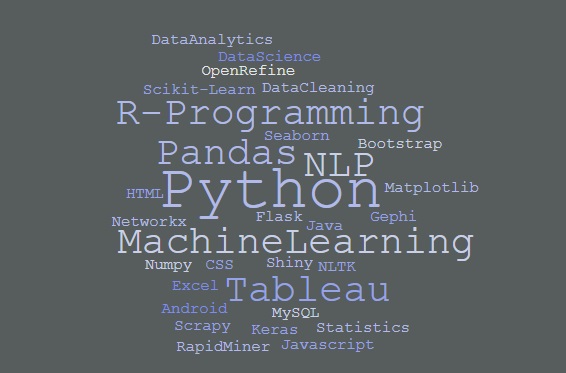 DataAnalytics
DataScience
OpenRefine
Scikit-Learn DataCleaning
R-Programming
Seaborn
Bootstrap
Pandas NLP
Python
HTML Matplotlib
Networkx Flask Java Gephi
MachineLearning
Numpy CSS Shiny NLTK
Excel Tableau
Android MySQL
Scrapy Keras Statistics
RapidMiner Javascript